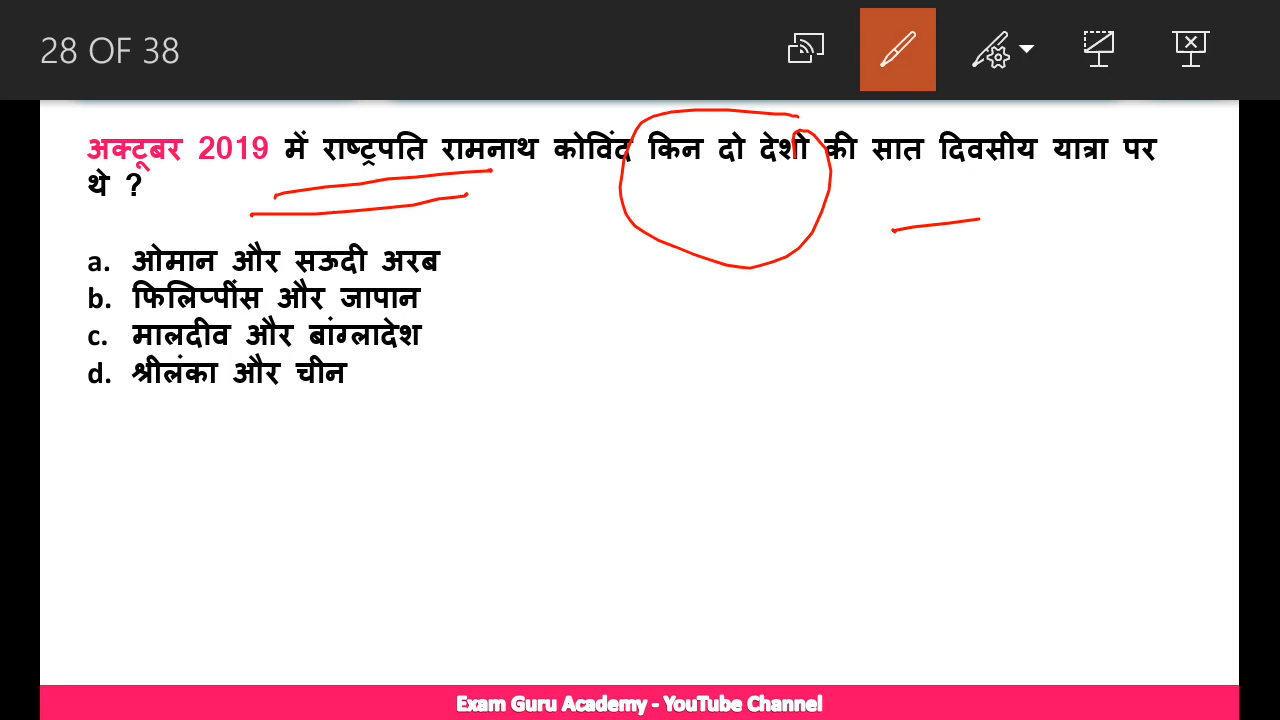 28 OF 38
अक्टूबर 2019 में राष्ट्रपति रामनाथ कोविंद किन दो देशो की सात दिवसीय यात्रा पर
थे ?
a. ओमान और सऊदी अरब
b. फिलिप्पींस और जापान
c. मालदीव और बांग्लादेश
d. श्रीलंका और चीन
Exam Guru Academy - YouTube Channel